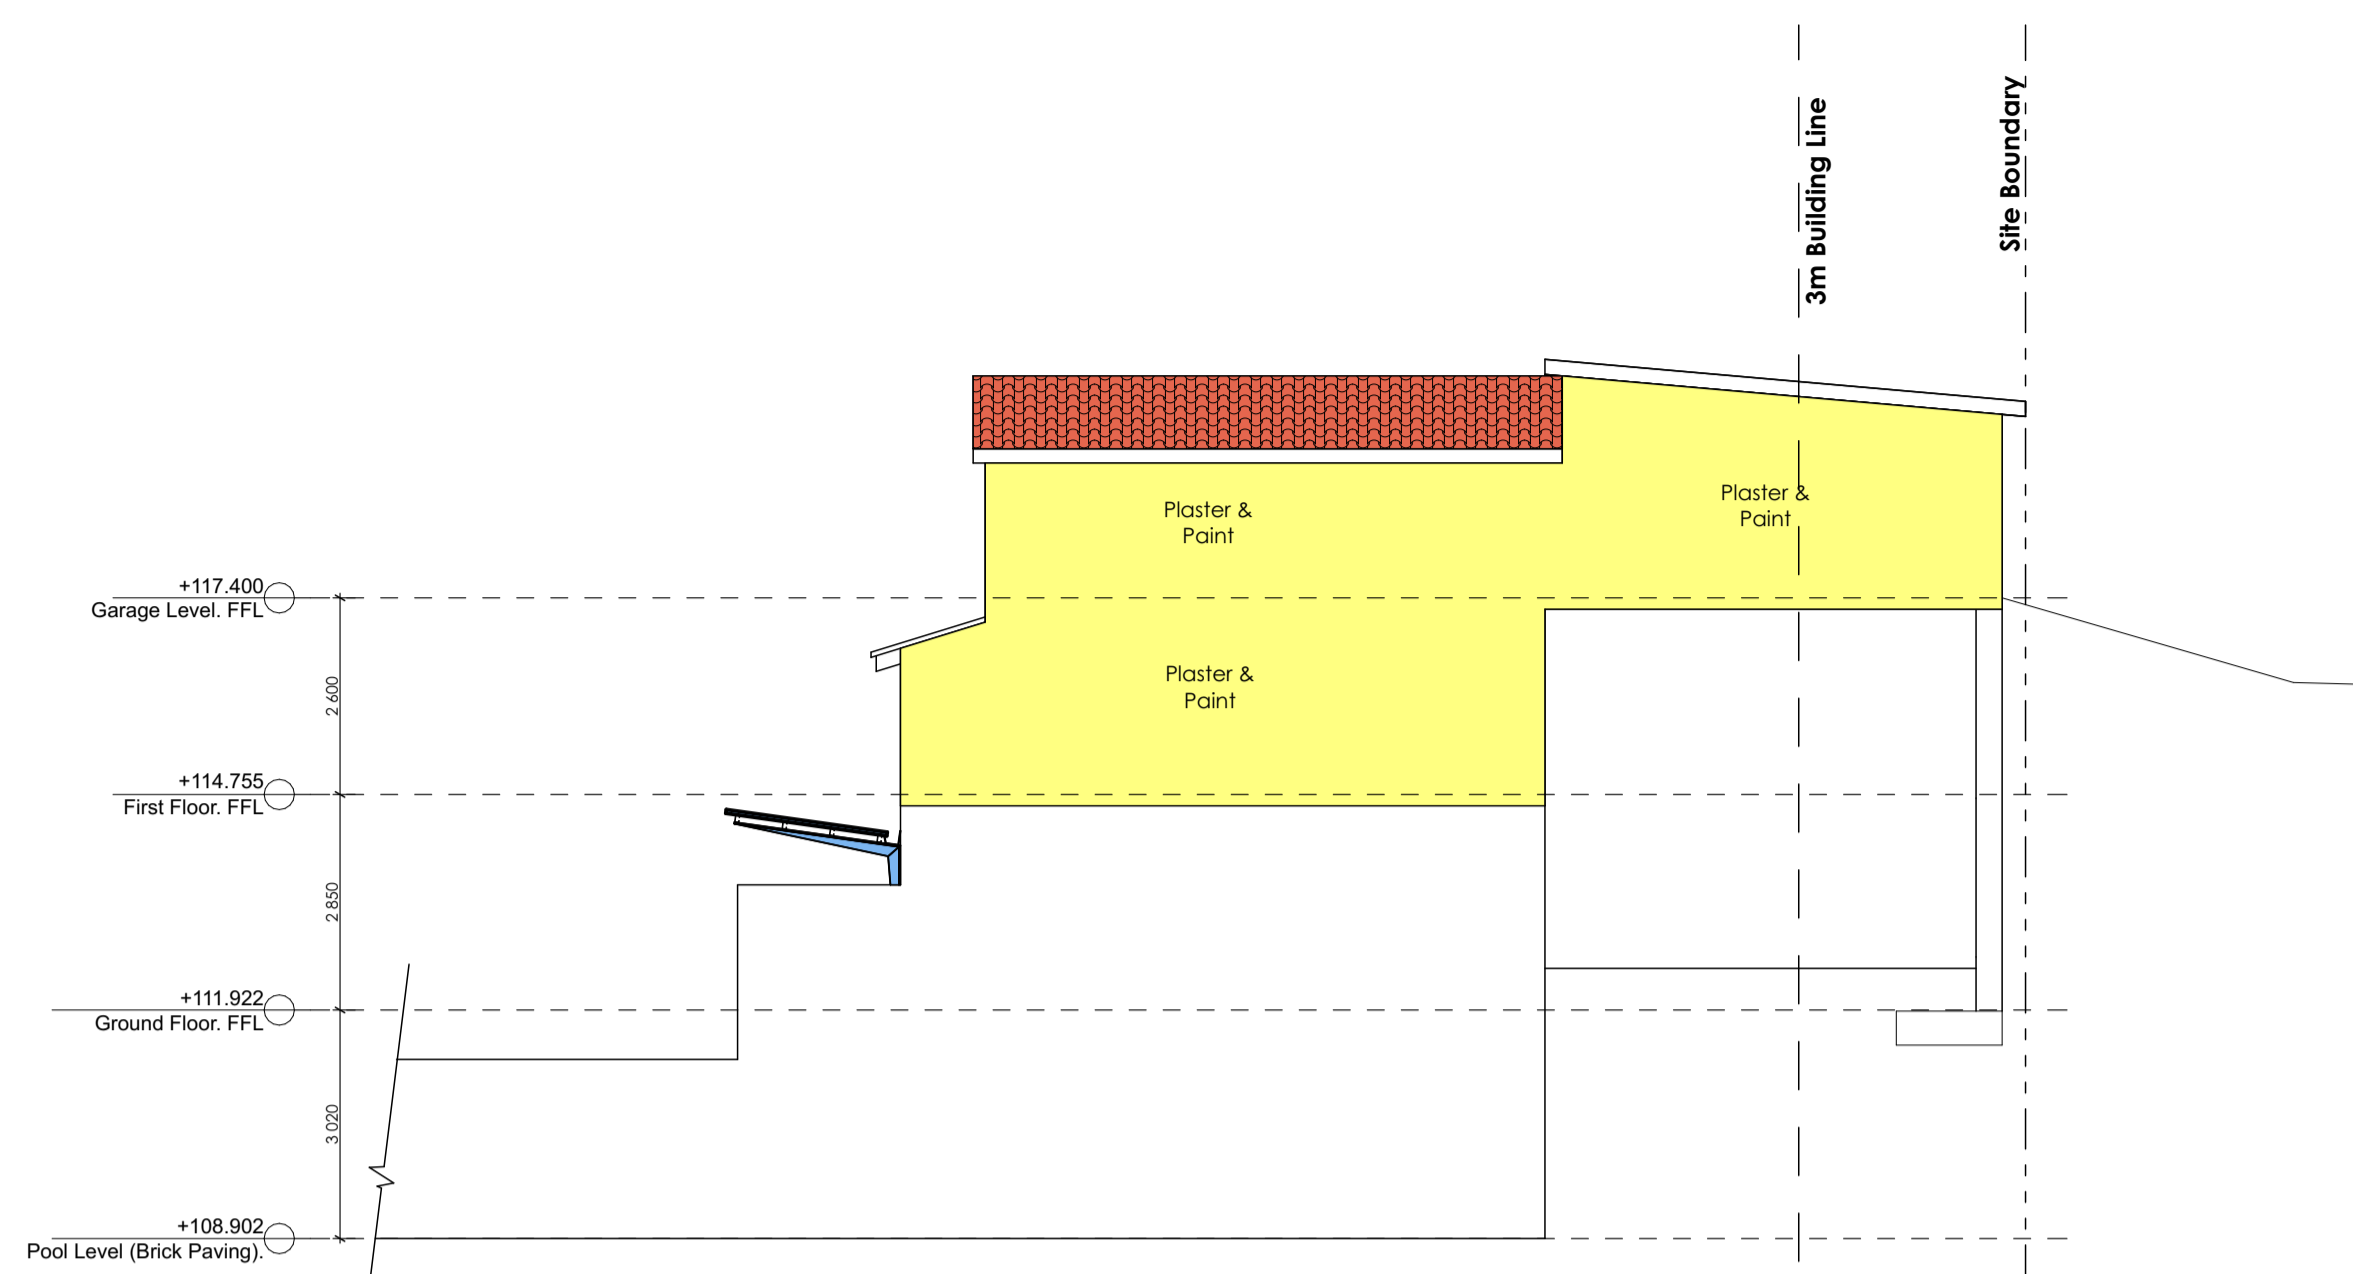 3m Building Line
Site Boundary
Plaster &
Paint
Plaster &
Paint
+117.400
Garage Level. FFL
2 600
Plaster &
Paint
+114.755
First Floor. FFL
2 850
+111.922
Ground Floor. FFL
3 020
+108.902
Pool Level (Brick Paving).